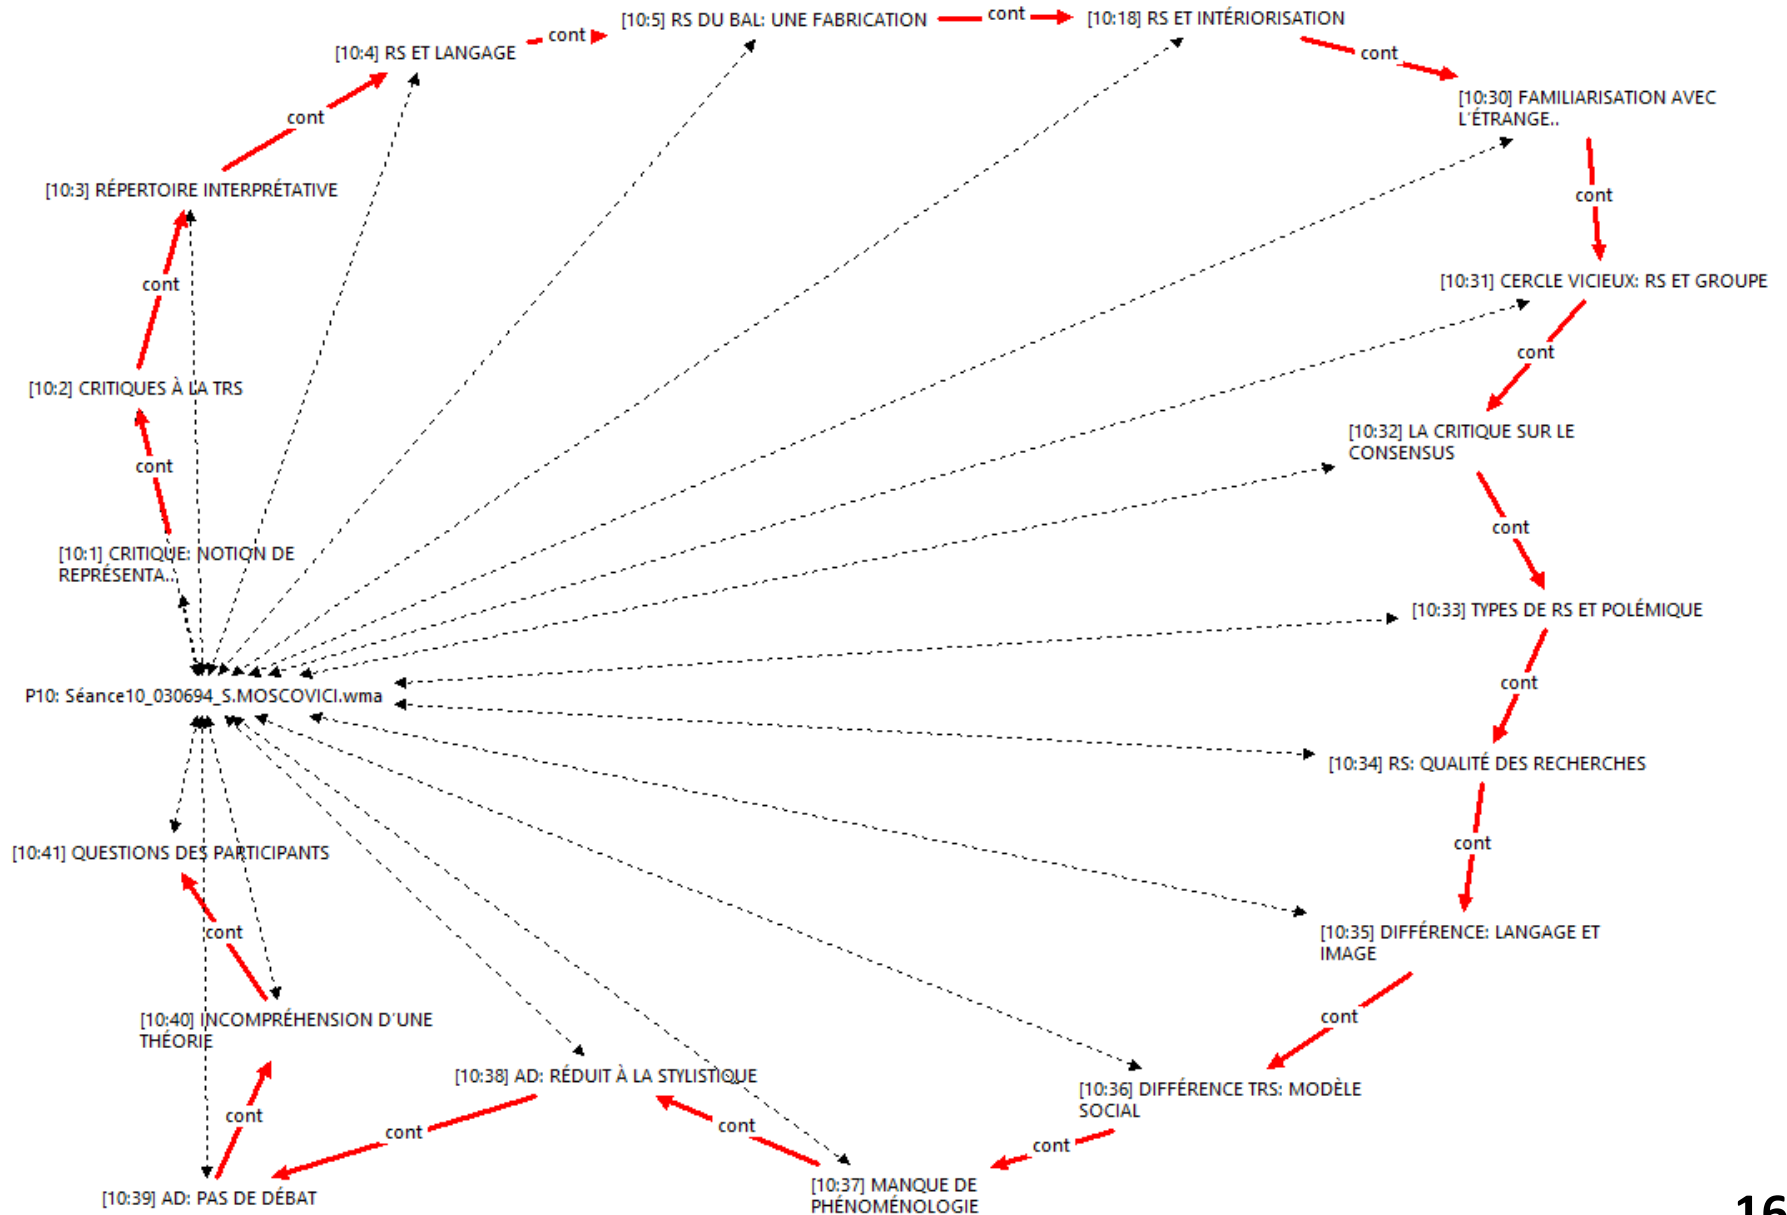 [10:5] RS DU BAL: UNE FABRICATION
cont
[10:18] RS ET INTÉRIORISATION
cont
[10:4] RS ET LANGAGE
cont
[10:30] FAMILIARISATION AVEC
L'ÉTRANGE..
cont
[10:3] RÉPERTOIRE INTERPRÉTATIVE
cont
[10:31] CERCLE VICIEUX: RS ET GROUPE
cont
cont
[10:2] CRITIQUES À LA TRS
[10:32] LA CRITIQUE SUR LE
CONSENSUS
cont
cont
[10:1] CRITIQUE: NOTION DE
REPRÉSENTA..
[10:33] TYPES DE RS ET POLÉMIQUE
cont
P10: Séance10_030694_S.MOSCOVICI.wma
[10:34] RS: QUALITÉ DES RECHERCHES
cont
[10:41] QUESTIONS DES PARTICIPANTS
cont
[10:35] DIFFÉRENCE: LANGAGE ET
IMAGE
cont
[10:40] INCOMPRÉHENSION D'UNE
THÉORIE
[10:38] AD: RÉDUIT À LA STYLISTIQUE
[10:36] DIFFÉRENCE TRS: MODÈLE
SOCIAL
cont
cont
cont
cont
[10:39] AD: PAS DE DÉBAT
[10:37] MANQUE DE
PHÉNOMÉNOLOGIE
16